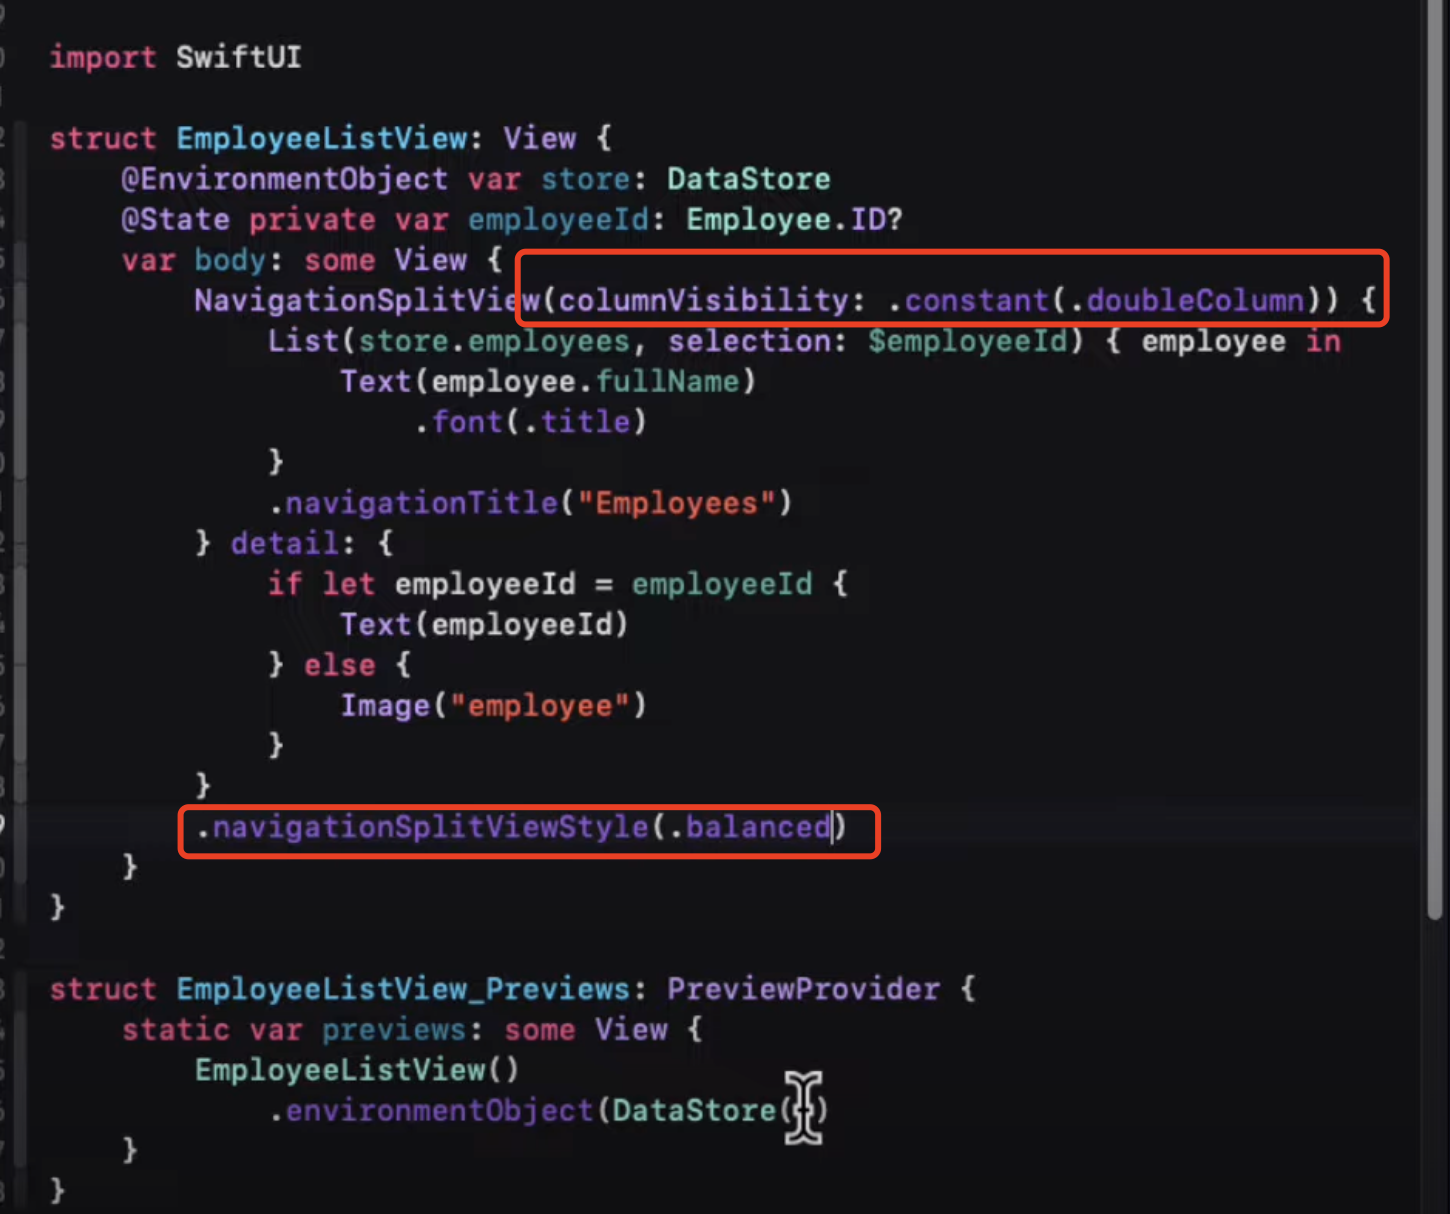 import SwiftUI
struct EmployeeListView: View {
@EnvironmentObject var store: DataStore
@State private var employeeId: Employee.ID?
var body: some View {
NavigationSplitView(columnVisibility: .constant(.doubleColumn)) {
List(store.employees, selection: $employeeId) { employee in
Text(employee.fullName)
.font(.title)
}
.navigationTitle("Employees")
} detail: {
if let employeeId = employeeId {
Text(employeeId)
} else {
Image("employee")
}
}
.navigationSplitViewStyle(.balanced)
}
}
struct EmployeeListView_Previews: PreviewProvider {
static var previews: some View {
EmployeeListView()
.environmentObject(DataStore()
}
}